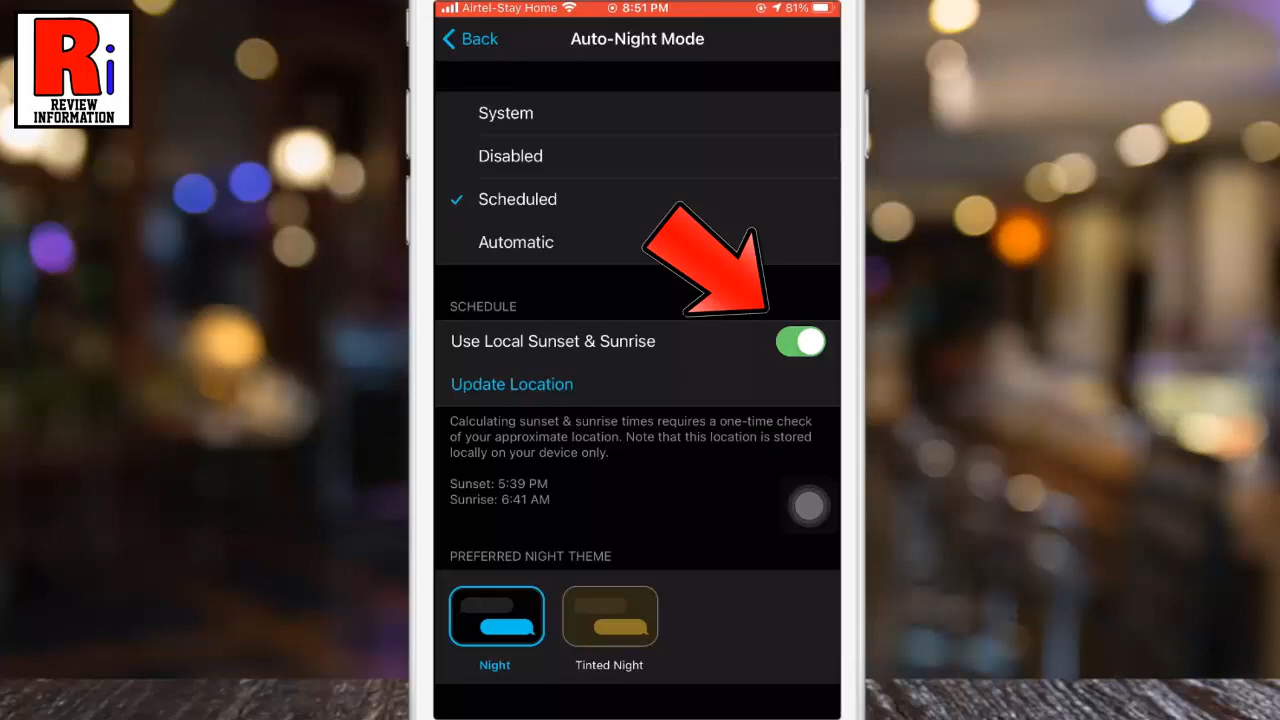 Ri
REVIEW
INFORMATION
Airtel-Stay Home 8:51 PM 81%
Back Auto-Night Mode
System
Disabled
Scheduled
Automatic
SCHEDULE
Use Local Sunset & Sunrise
Update Location
Calculating sunset & sunrise times requires a one-time check
of your approximate location. Note that this location is stored
locally on your device only.
Sunset: 5:39 PM
Sunrise: 6:41 AM
PREFERRED NIGHT THEME
Night Tinted Night